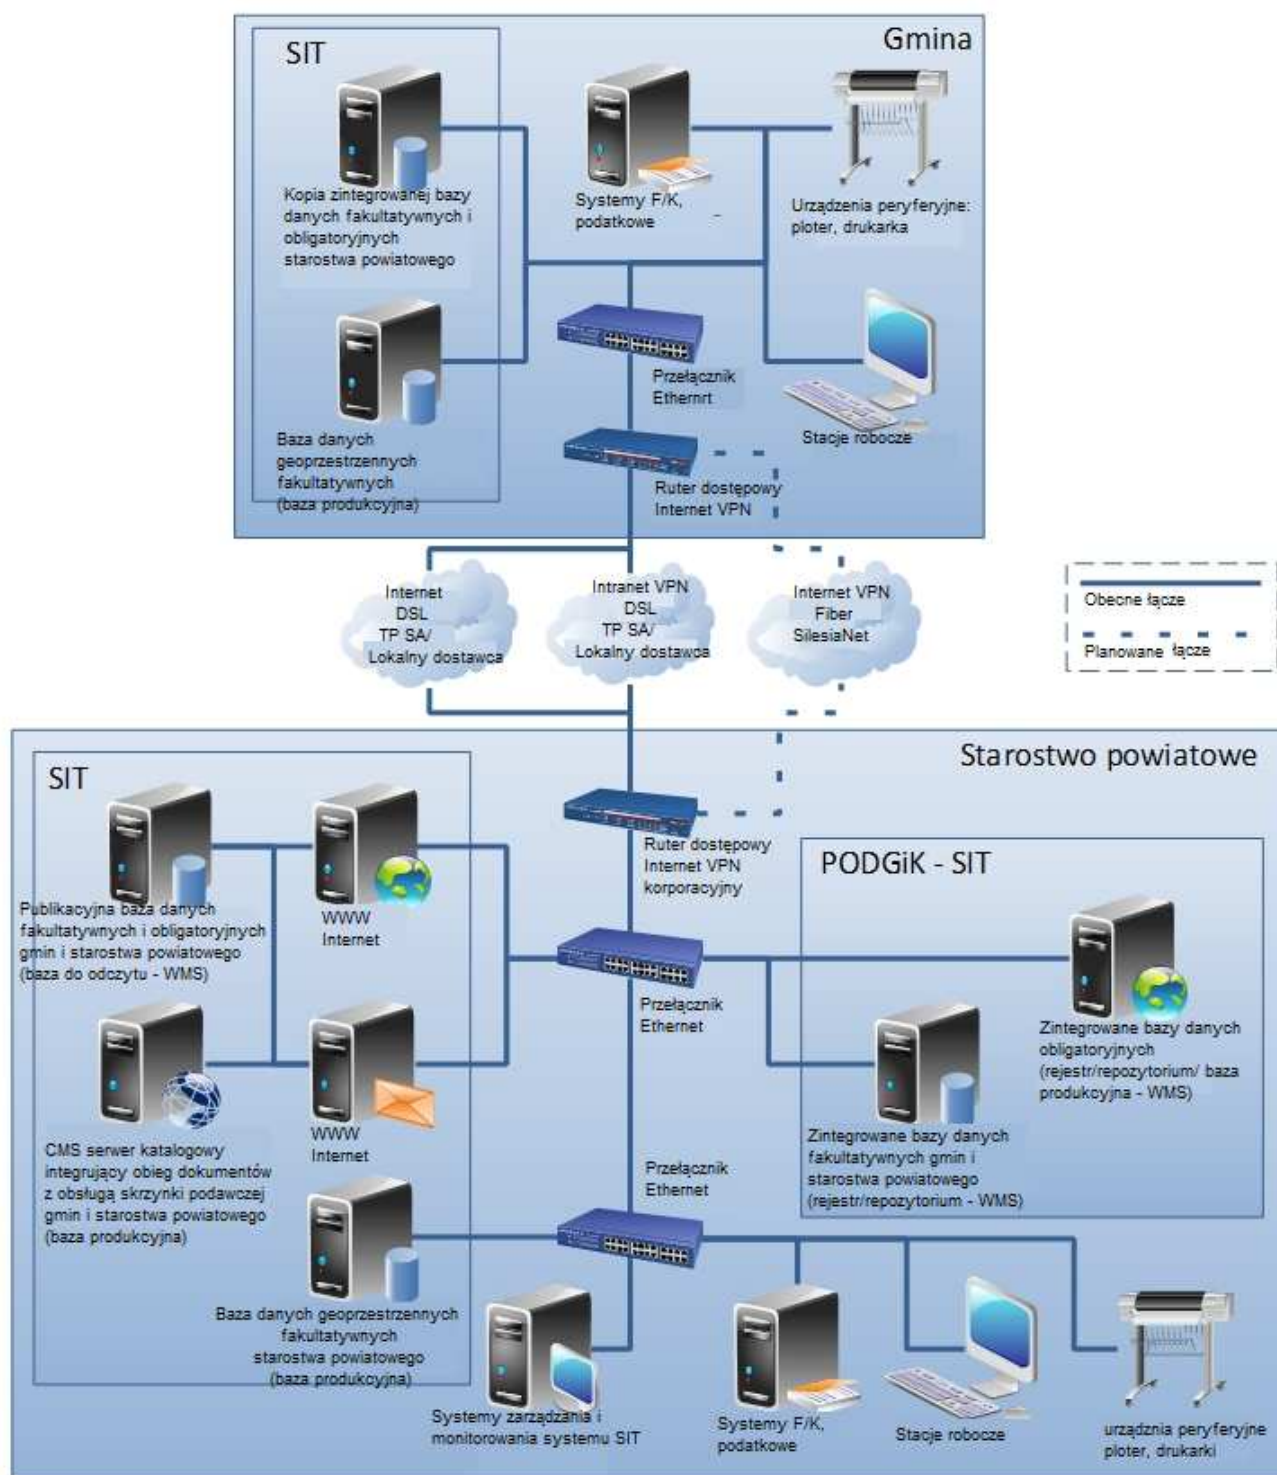 SIT
Gmina
Kopia zintegrowanej bazy
danych fakultatywnych i
obligatoryjnych
starostwa powiatowego
Systemy F/K,
podatkowe
Urządzenia peryferyjne:
ploter, drukarka
Przełącznik
Ethernrt
Stacje robocze
Baza danych
geoprzestrzennych
fakultatywnych
(baza produkcyjna)
Ruter dostępowy
Internet VPN
Internet
DSL
TP SA/
Lokalny dostawca
Intranet VPN
DSL
TP SA/
Lokalny dostawca
Internet VPN
Fiber
SilesiaNet
Obecne łącze
Planowane łącze
Starostwo powiatowe
SIT
Ruter dostępowy
Internet VPN
korporacyjny
PODGiK - SIT
Publikacyjna baza danych
fakultatywnych i obligatoryjnych
gmin i starostwa powiatowego
(baza do odczytu - WMS)
WWW
Internet
Przełącznik
Ethernet
Zintegrowane bazy danych
obligatoryjnych
(rejestr/repozytorium/ baza
produkcyjna - WMS)
CMS serwer katalogowy
integrujący obieg dokumentów
z obsługą skrzynki podawczej
gmin i starostwa powiatowego
(baza produkcyjna)
WWW
Internet
Zintegrowane bazy danych
fakultatywnych gmin i
starostwa powiatowego
(rejestr/repozytorium - WMS)
Przełącznik
Ethernet
Baza danych geoprzestrzennych
fakultatywnych
starostwa powiatowego
(baza produkcyjna)
Systemy zarządzania i
monitorowania systemu SIT
Systemy F/K,
podatkowe
Stacje robocze
urządznia peryferyjne
ploter, drukarki